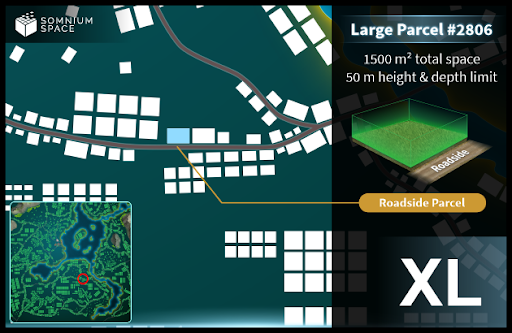 SOMNIUM
SPACE
Large Parcel #2806
1500 m² total space
50 m height & depth limit
Roadside
Roadside Parcel
XL